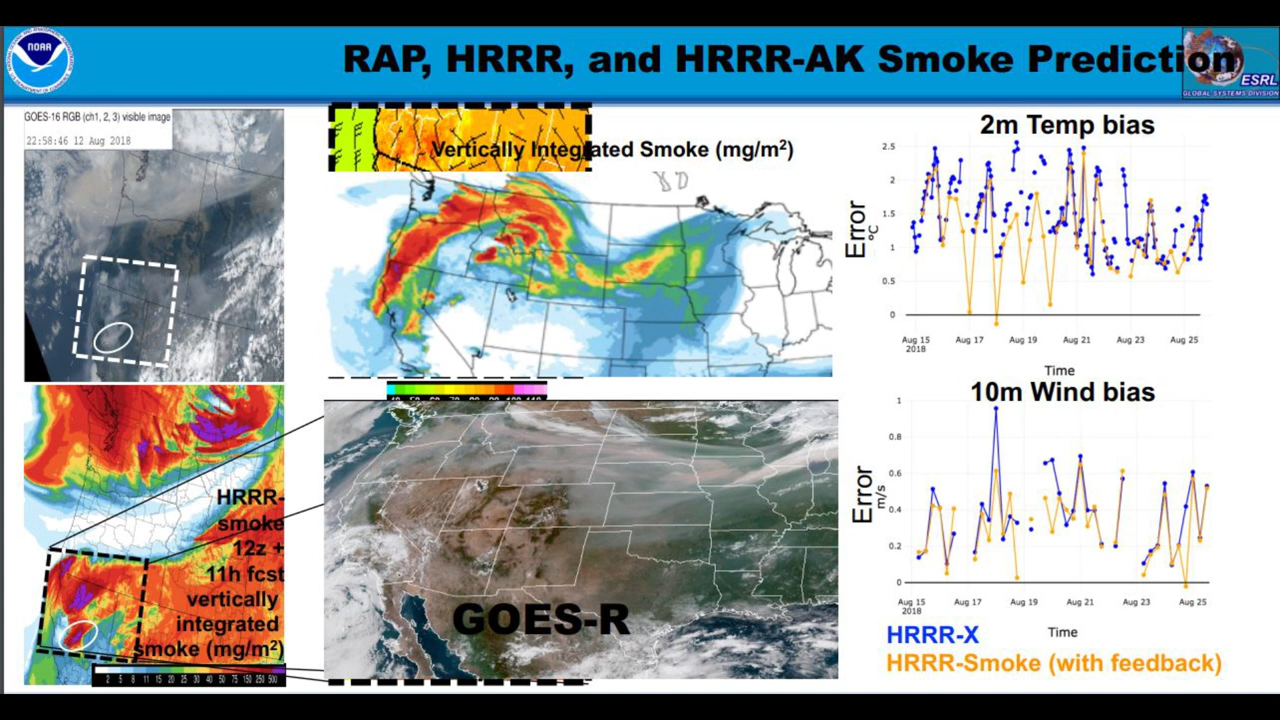 NOAA
RAP, HRRR, and HRRR-AK Smoke Prediction
ESRL
GLOBAL SYSTEMS DIVISION
GOES-16 RGB (ch1, 2, 3) visible image
22:58:46 12 Aug 2018
Vertically Integrated Smoke (mg/m²)
HRRR-
smoke
12z +
11h fcst
vertically
integrated
smoke (mg/m²)
2 5 8 11 15 20 25 30 40 50 75 150 250 500
GOES-R
2m Temp bias
Error
°C
2.5
2
1.5
1
0.5
0
Aug 15 Aug 17 Aug 19 Aug 21 Aug 23 Aug 25
2018
Time
10m Wind bias
Error
m/s
1
0.8
0.6
0.4
0.2
0
Aug 15 Aug 17 Aug 19 Aug 21 Aug 23 Aug 25
2018
Time
HRRR-X
HRRR-Smoke (with feedback)